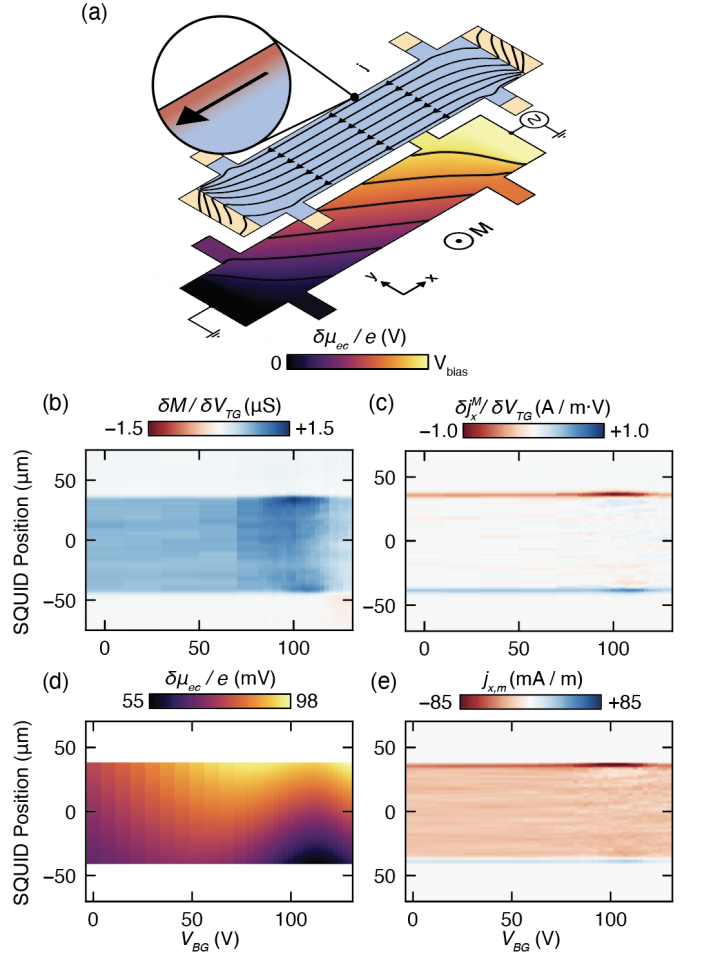 (a)
j
M
y
x
δμec / e (V)
0
Vbias
(b)
δM / δVTG (μS)
−1.5
+1.5
(c)
δjxM / δVTG (A / m·V)
−1.0
+1.0
SQUID Position (μm)
50
0
−50
0
50
100
50
0
−50
0
50
100
(d)
δμec / e (mV)
55
98
(e)
jx,m (mA / m)
−85
+85
SQUID Position (μm)
50
0
−50
0
50
100
VBG (V)
50
0
−50
0
50
100
VBG (V)